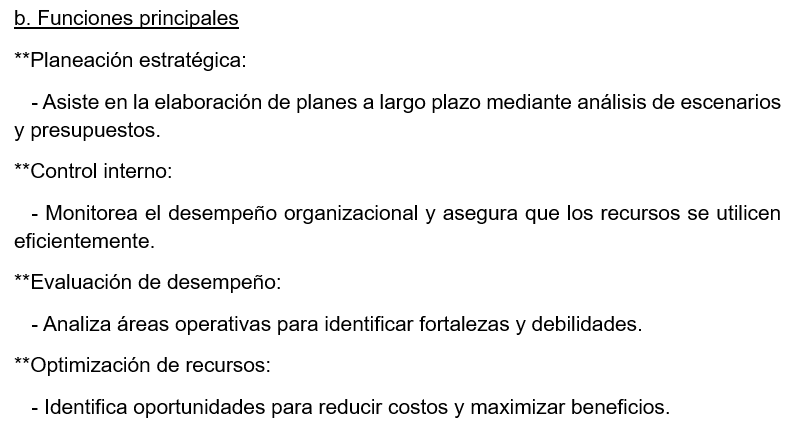 b. Funciones principales
**Planeación estratégica:
- Asiste en la elaboración de planes a largo plazo mediante análisis de escenarios
y presupuestos.
**Control interno:
- Monitorea el desempeño organizacional y asegura que los recursos se utilicen
eficientemente.
**Evaluación de desempeño:
- Analiza áreas operativas para identificar fortalezas y debilidades.
**Optimización de recursos:
- Identifica oportunidades para reducir costos y maximizar beneficios.